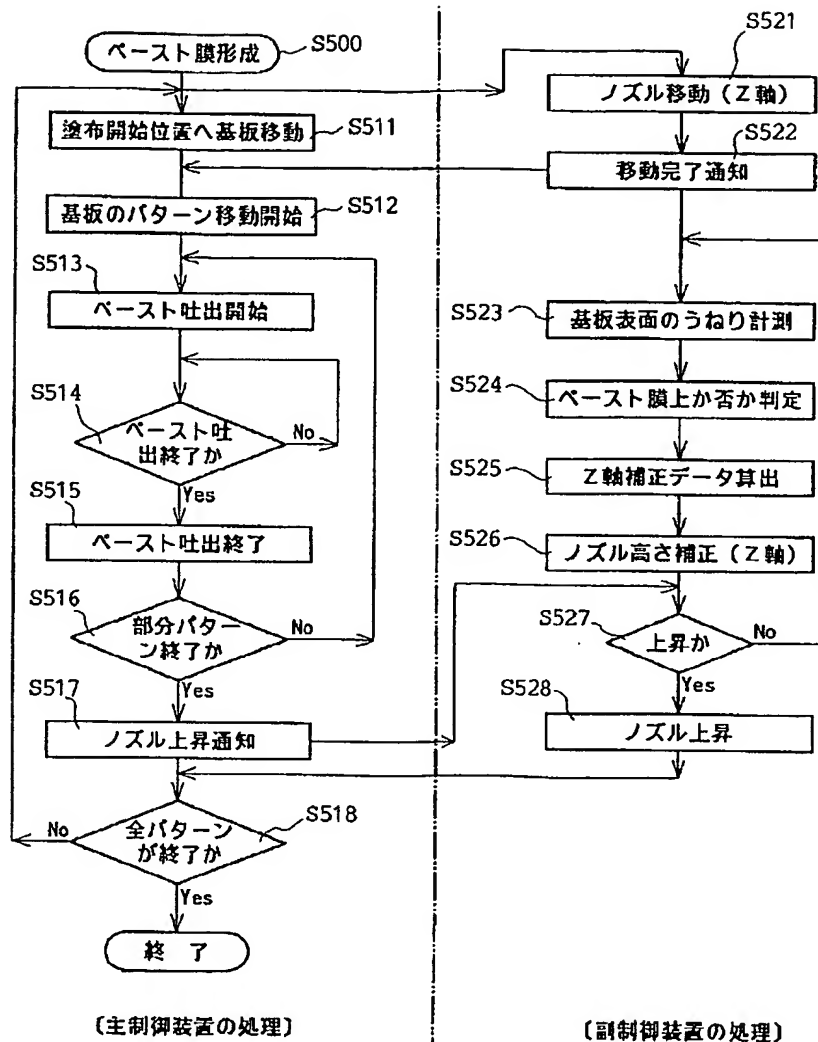 ペースト膜形成
S500
塗布開始位置へ基板移動
S511
基板のパターン移動開始
S512
S513
ペースト吐出開始
S514
ペースト吐
出終了か
No
Yes
S515
ペースト吐出終了
S516
部分パター
ン終了か
No
Yes
S517
ノズル上昇通知
S518
全パターン
が終了か
No
Yes
終 了
〔主制御装置の処理〕
S521
ノズル移動(Z軸)
S522
移動完了通知
S523
基板表面のうねり計測
S524
ペースト膜上か否か判定
S525
Z軸補正データ算出
S526
ノズル高さ補正(Z軸)
S527
上昇か
No
Yes
S528
ノズル上昇
〔副制御装置の処理〕